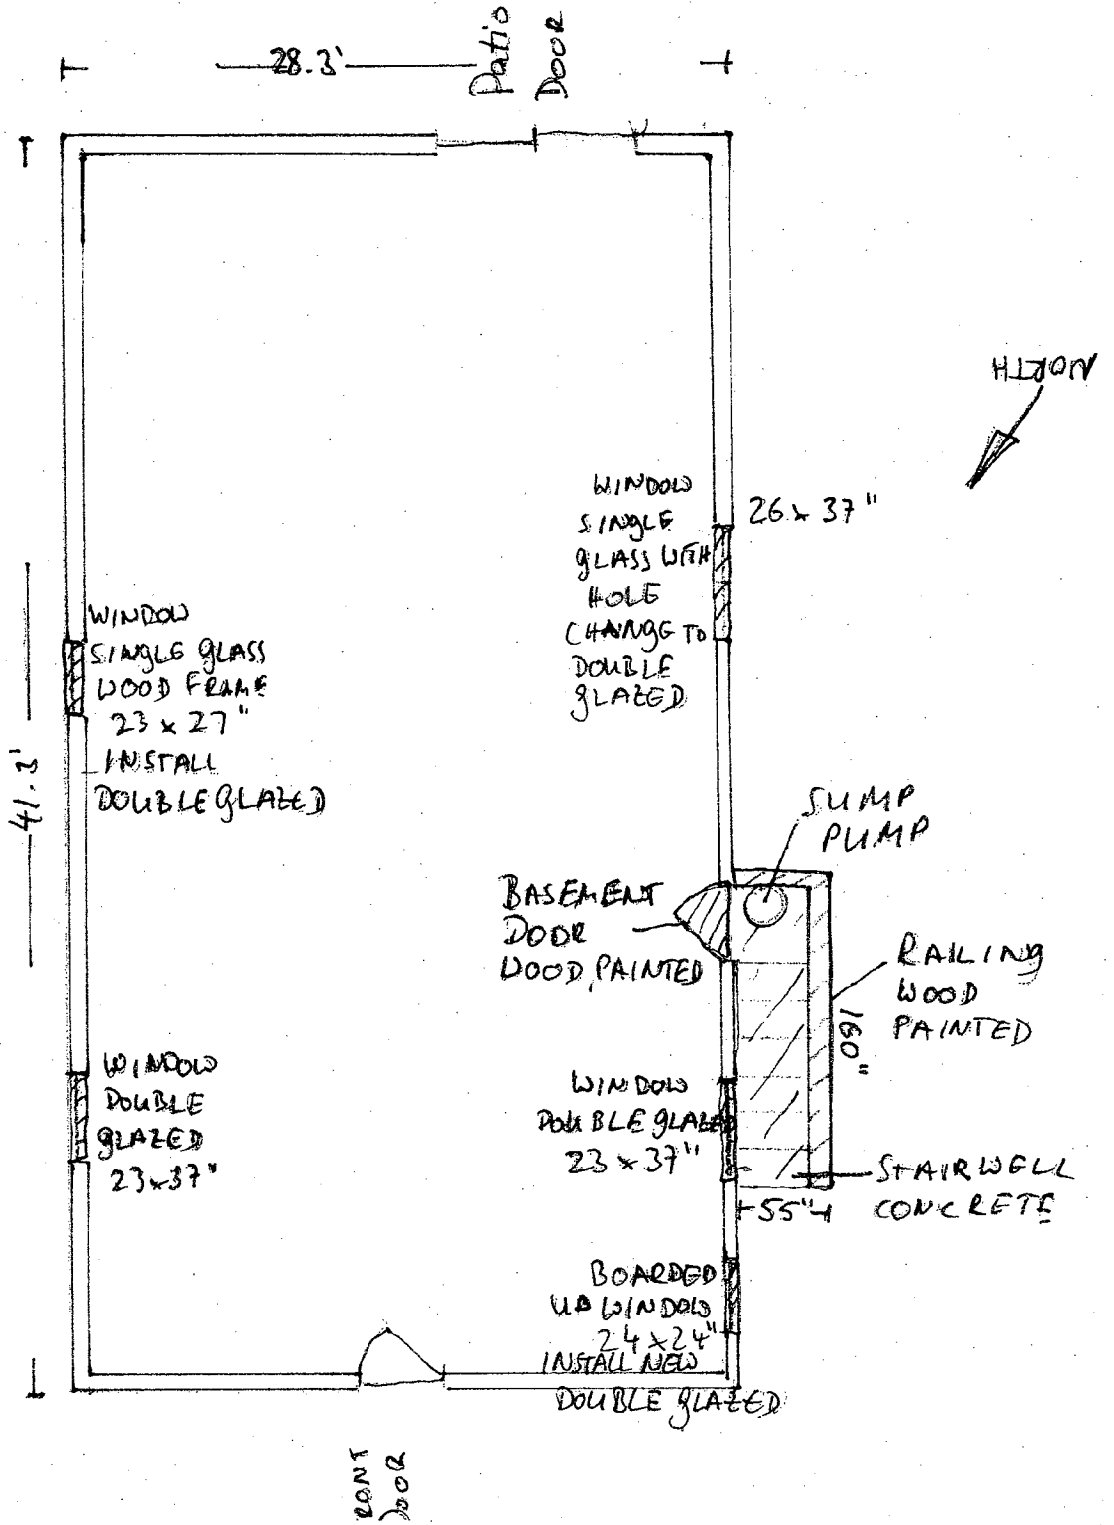 28.3'
Patio
DOOR
NORTH
WINDOW
SINGLE
GLASS WITH
HOLE
CHANGE TO
DOUBLE
GLAZED
26 x 37"
WINDOW
SINGLE GLASS
WOOD FRAME
23 x 27"
INSTALL
DOUBLE GLAZED
41.3'
SUMP
PUMP
BASEMENT
DOOR
WOOD, PAINTED
RAILING
WOOD
PAINTED
160"
WINDOW
DOUBLE
GLAZED
23x37"
WINDOW
DOUBLE GLAZED
23 x 37"
STAIRWELL
CONCRETE
55"
BOARDED
UP WINDOW
24 x 24"
INSTALL NEW
DOUBLE GLAZED
RONT
DOOR